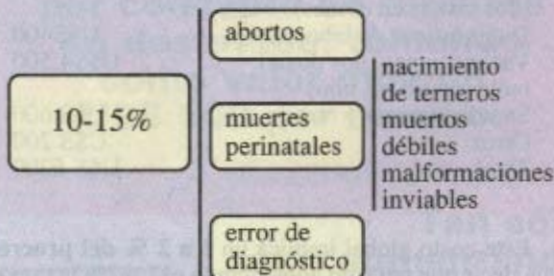 10-15%
abortos
muertes
perinatales
nacimiento
de terneros
muertos
débiles
malformaciones
inviables
error de
diagnóstico